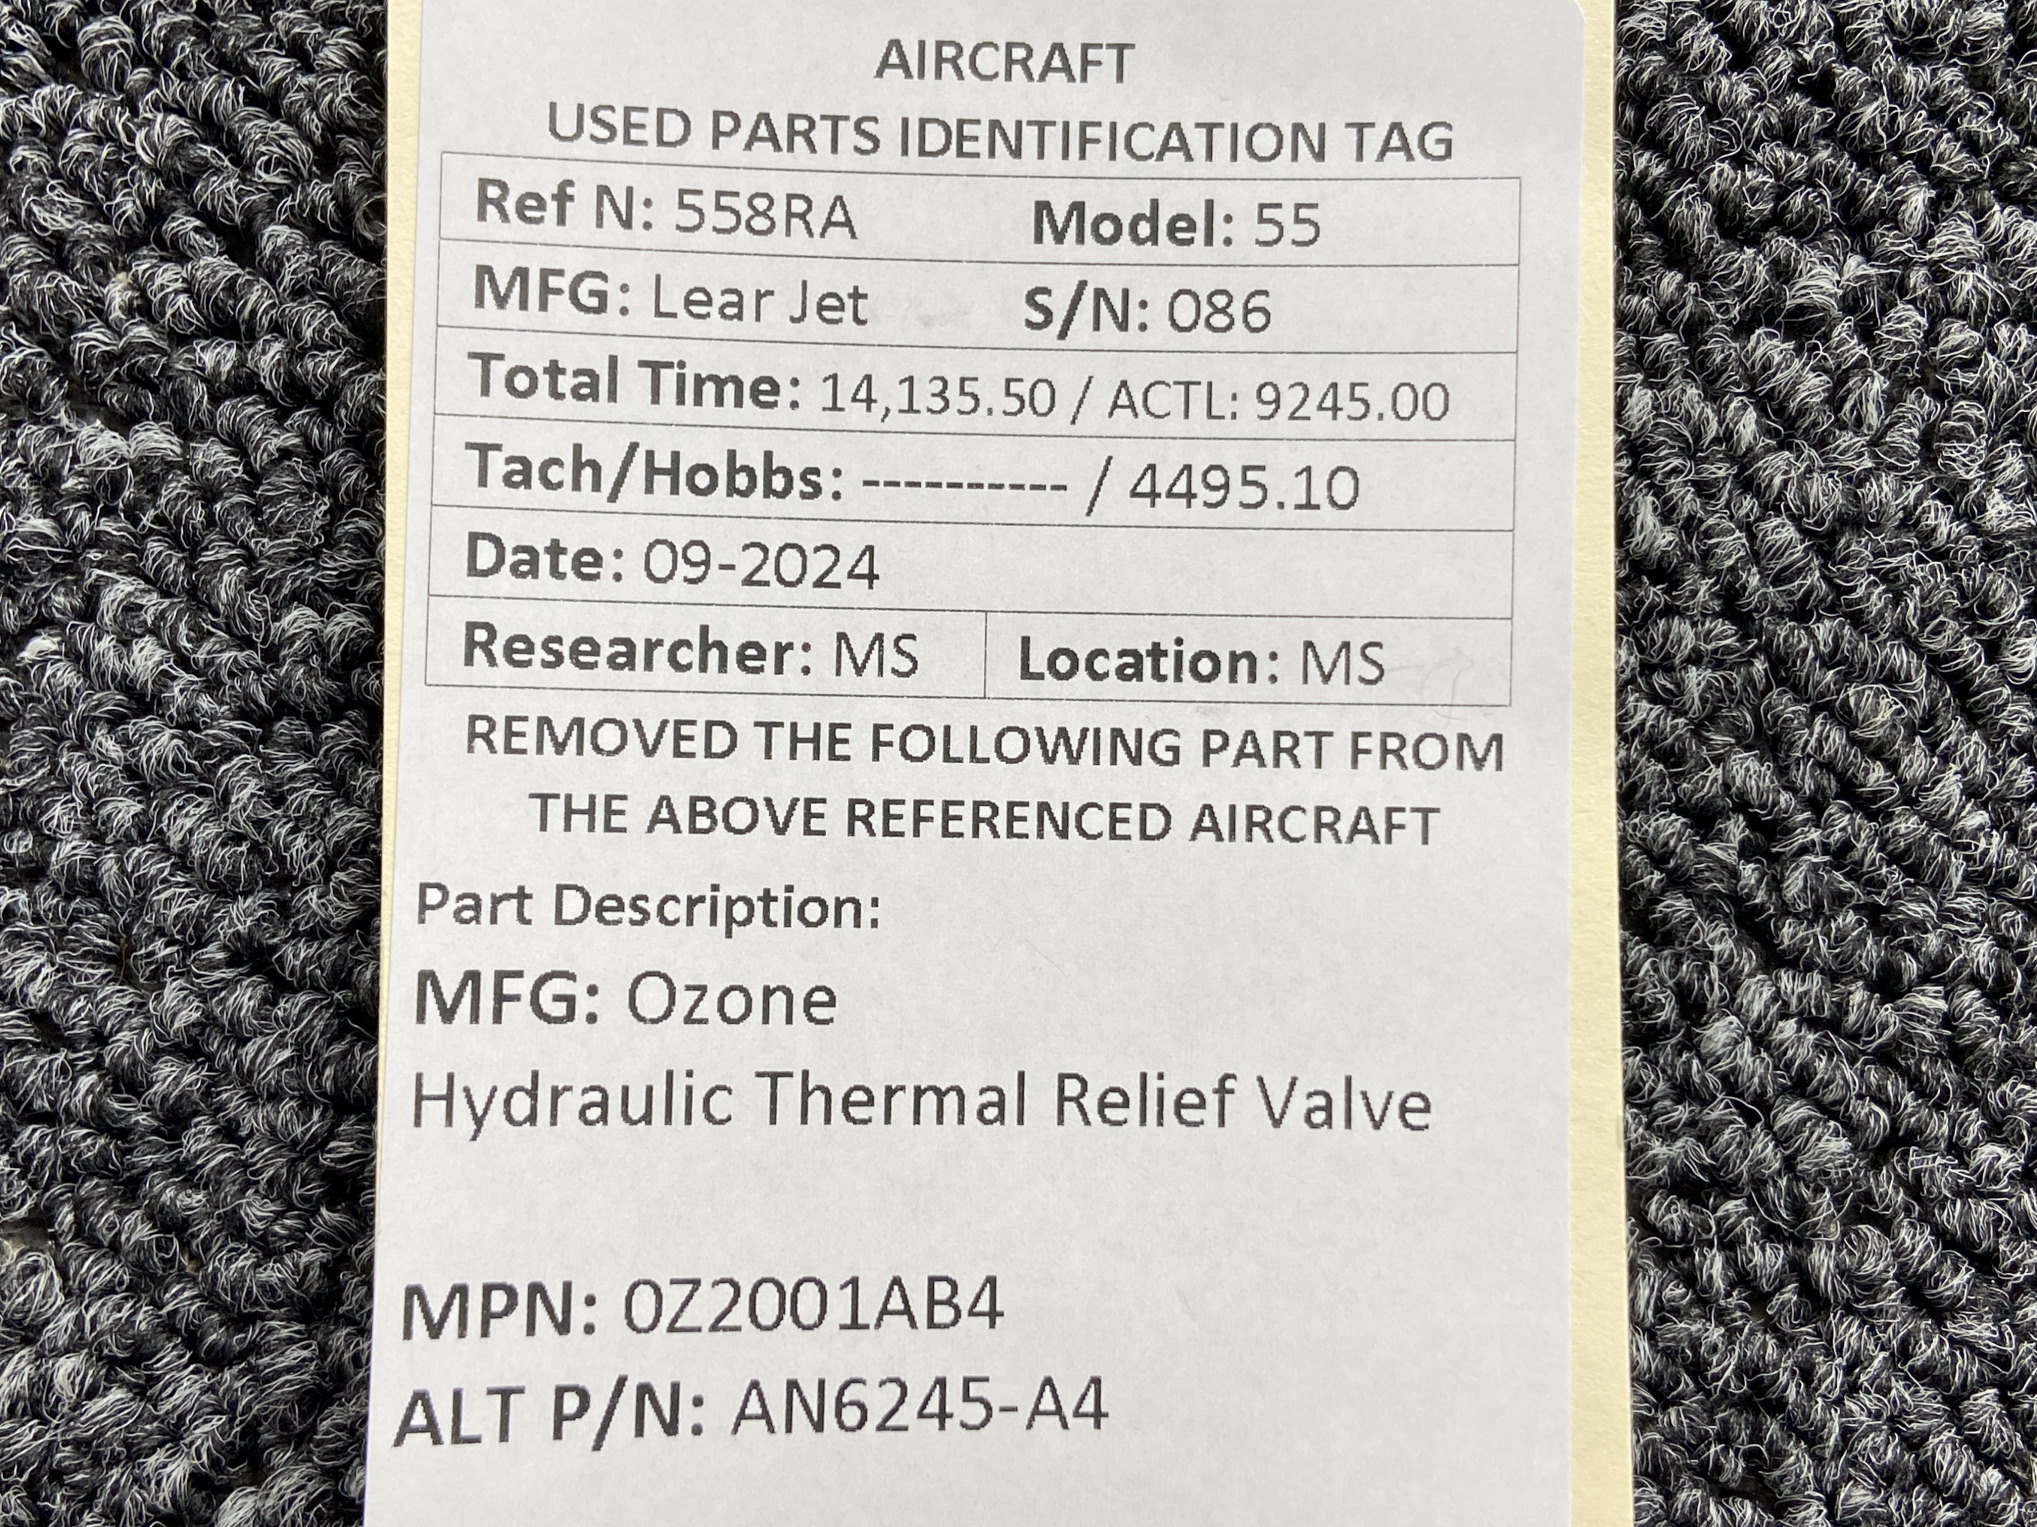 AIRCRAFT
USED PARTS IDENTIFICATION TAG
Ref N: 558RA Model: 55
MFG: Lear Jet S/N: 086
Total Time: 14,135.50 / ACTL: 9245.00
Tach/Hobbs: ---------- / 4495.10
Date: 09-2024
Researcher: MS Location: MS
REMOVED THE FOLLOWING PART FROM
THE ABOVE REFERENCED AIRCRAFT
Part Description:
MFG: Ozone
Hydraulic Thermal Relief Valve
MPN: OZ2001AB4
ALT P/N: AN6245-A4